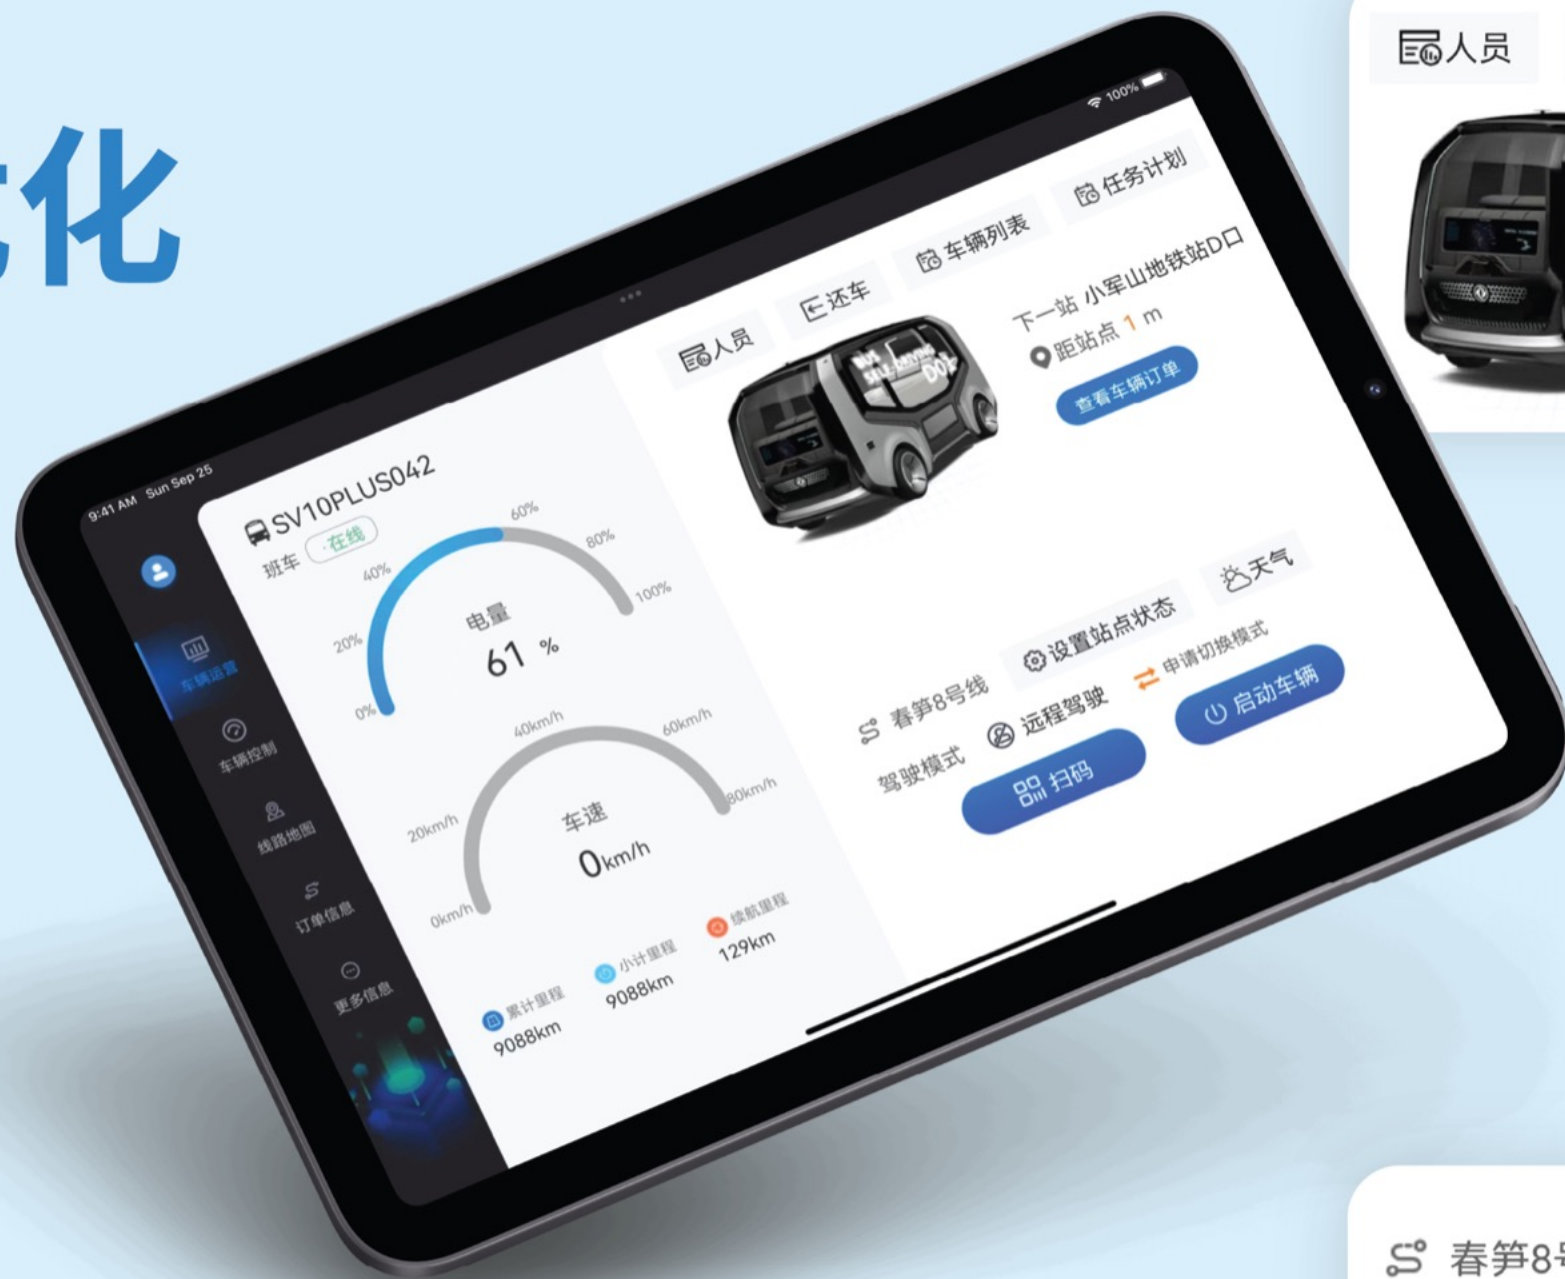 化
9:41 AM Sun Sep 25
100%
车辆运营
车辆控制
线路地图
订单信息
更多信息
SV10PLUS042
班车
·在线
0%
20%
40%
60%
80%
100%
电量
61 %
0km/h
20km/h
40km/h
60km/h
80km/h
车速
0km/h
累计里程
9088km
小计里程
9088km
续航里程
129km
人员
还车
车辆列表
任务计划
BUS
SELF DRIVING
D01
下一站 小军山地铁站D口
距站点 1 m
查看车辆订单
设置站点状态
天气
春笋8号线
驾驶模式
远程驾驶
申请切换模式
扫码
启动车辆
人员
春笋8